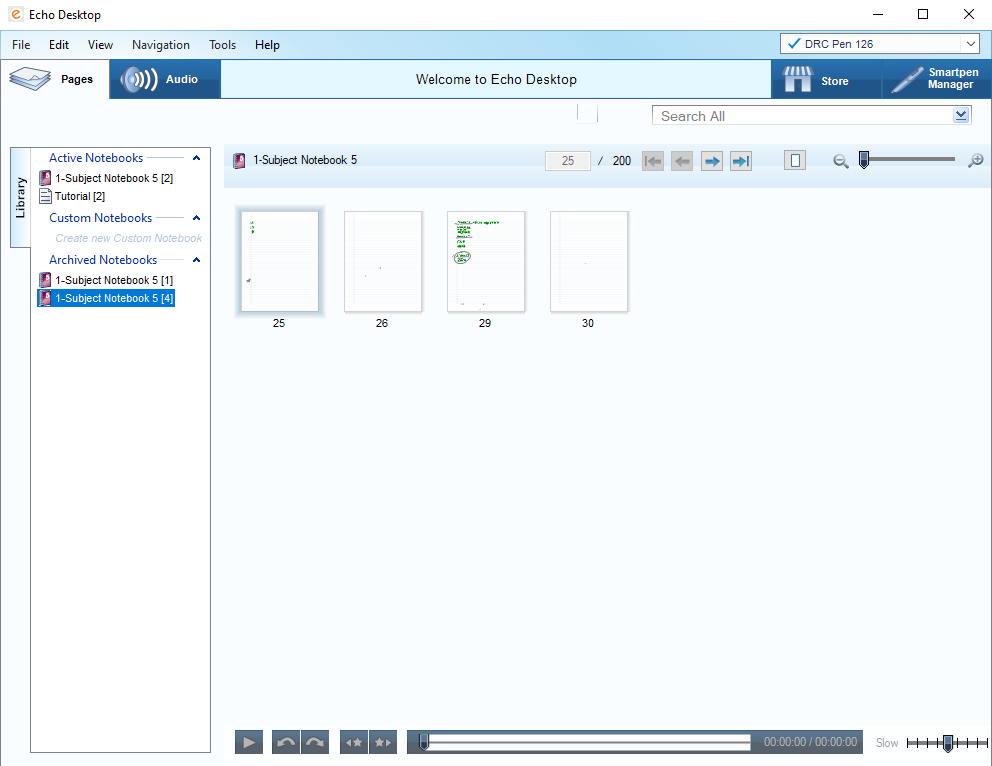 Echo Desktop
File Edit View Navigation Tools Help
DRC Pen 126
Pages
Audio
Welcome to Echo Desktop
Store
Smartpen
Manager
Search All
Library
Active Notebooks
1-Subject Notebook 5 [2]
Tutorial [2]
Custom Notebooks
Create new Custom Notebook
Archived Notebooks
1-Subject Notebook 5 [1]
1-Subject Notebook 5 [4]
1-Subject Notebook 5
25 / 200
25
26
29
30
00:00:00 / 00:00:00
Slow